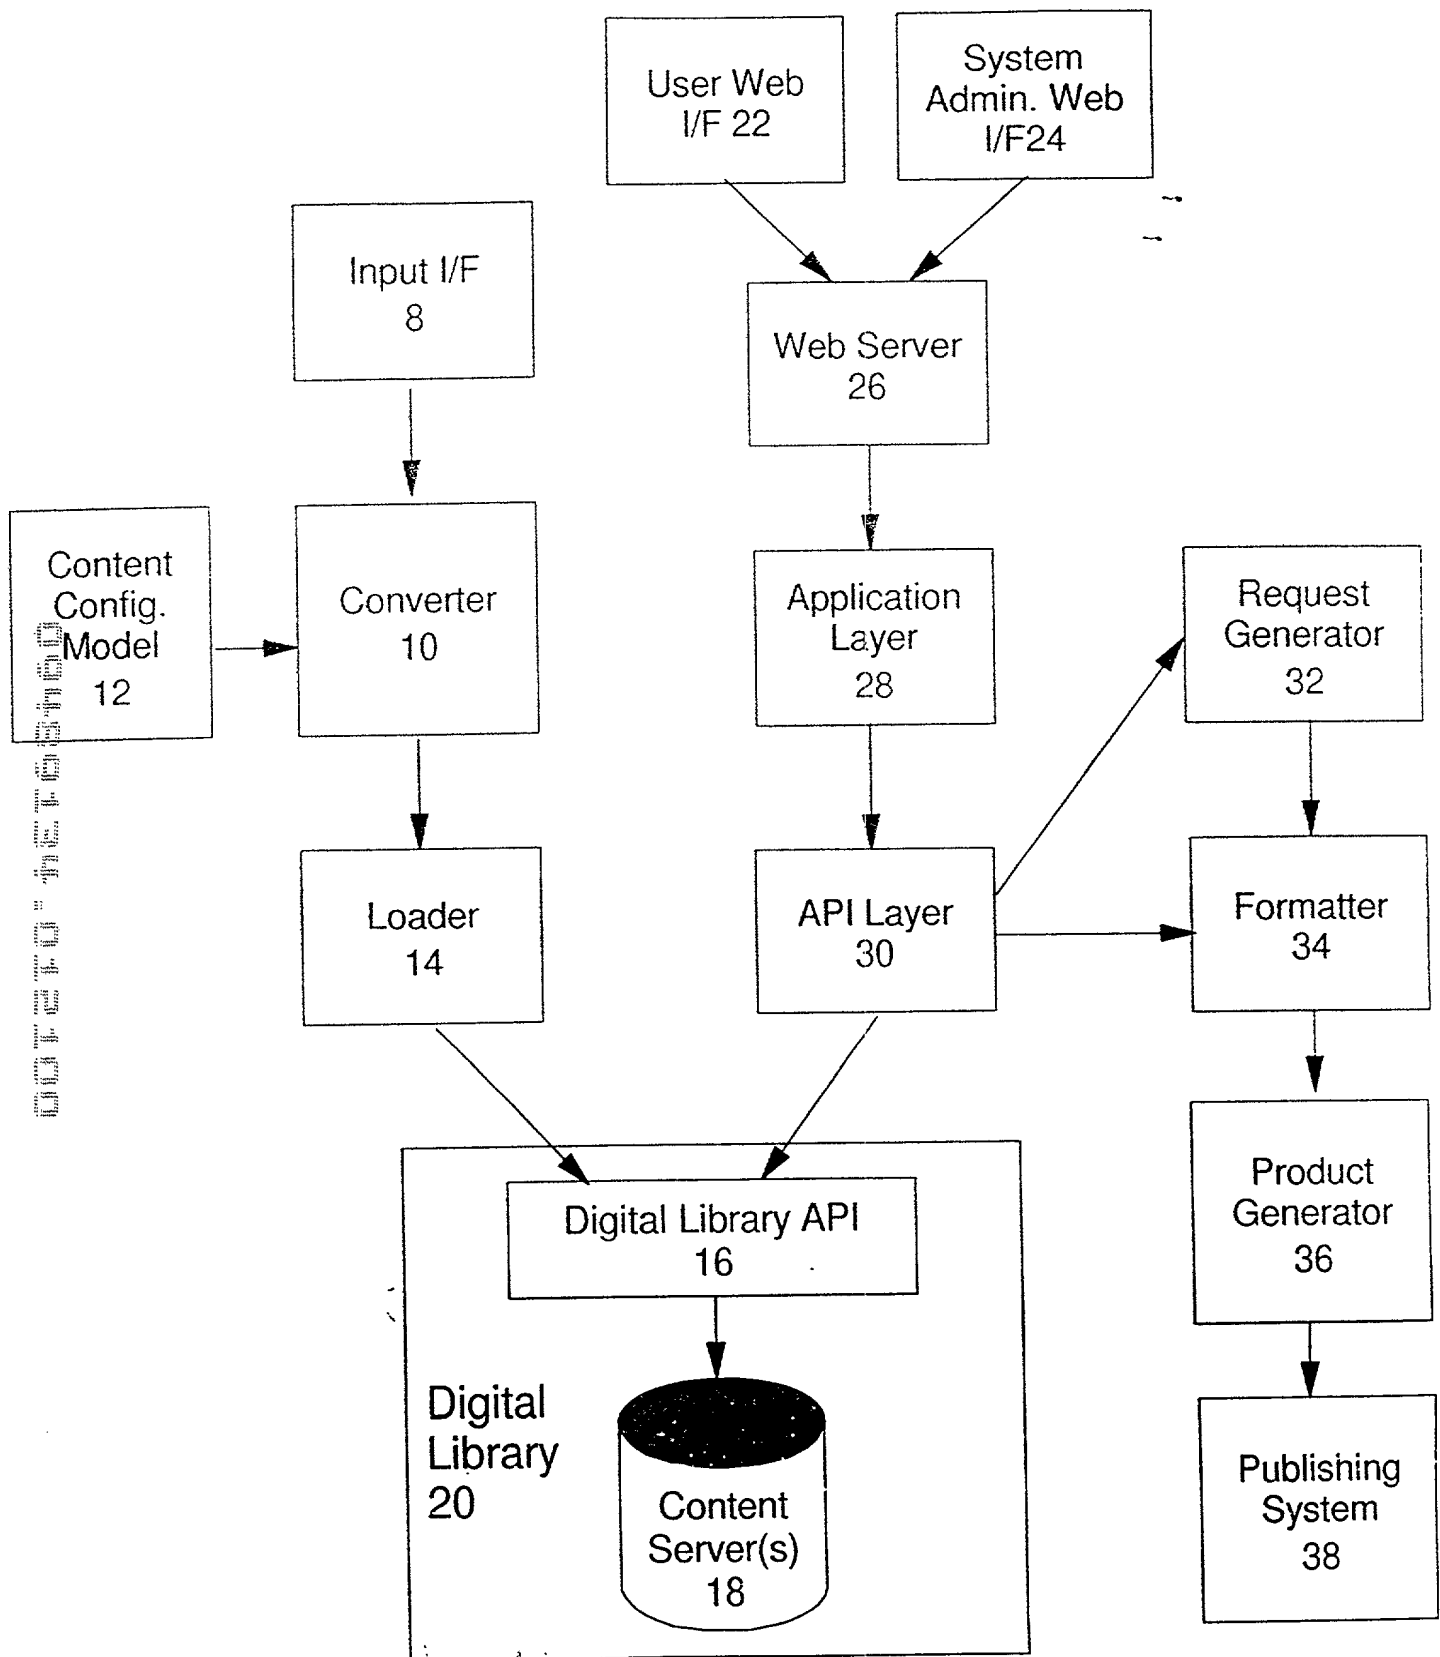 User Web
I/F 22
System
Admin. Web
I/F24
Input I/F
8
Web Server
26
Content
Config.
Model
12
Converter
10
Application
Layer
28
Request
Generator
32
Loader
14
API Layer
30
Formatter
34
Digital Library API
16
Product
Generator
36
Digital
Library
20
Content
Server(s)
18
Publishing
System
38